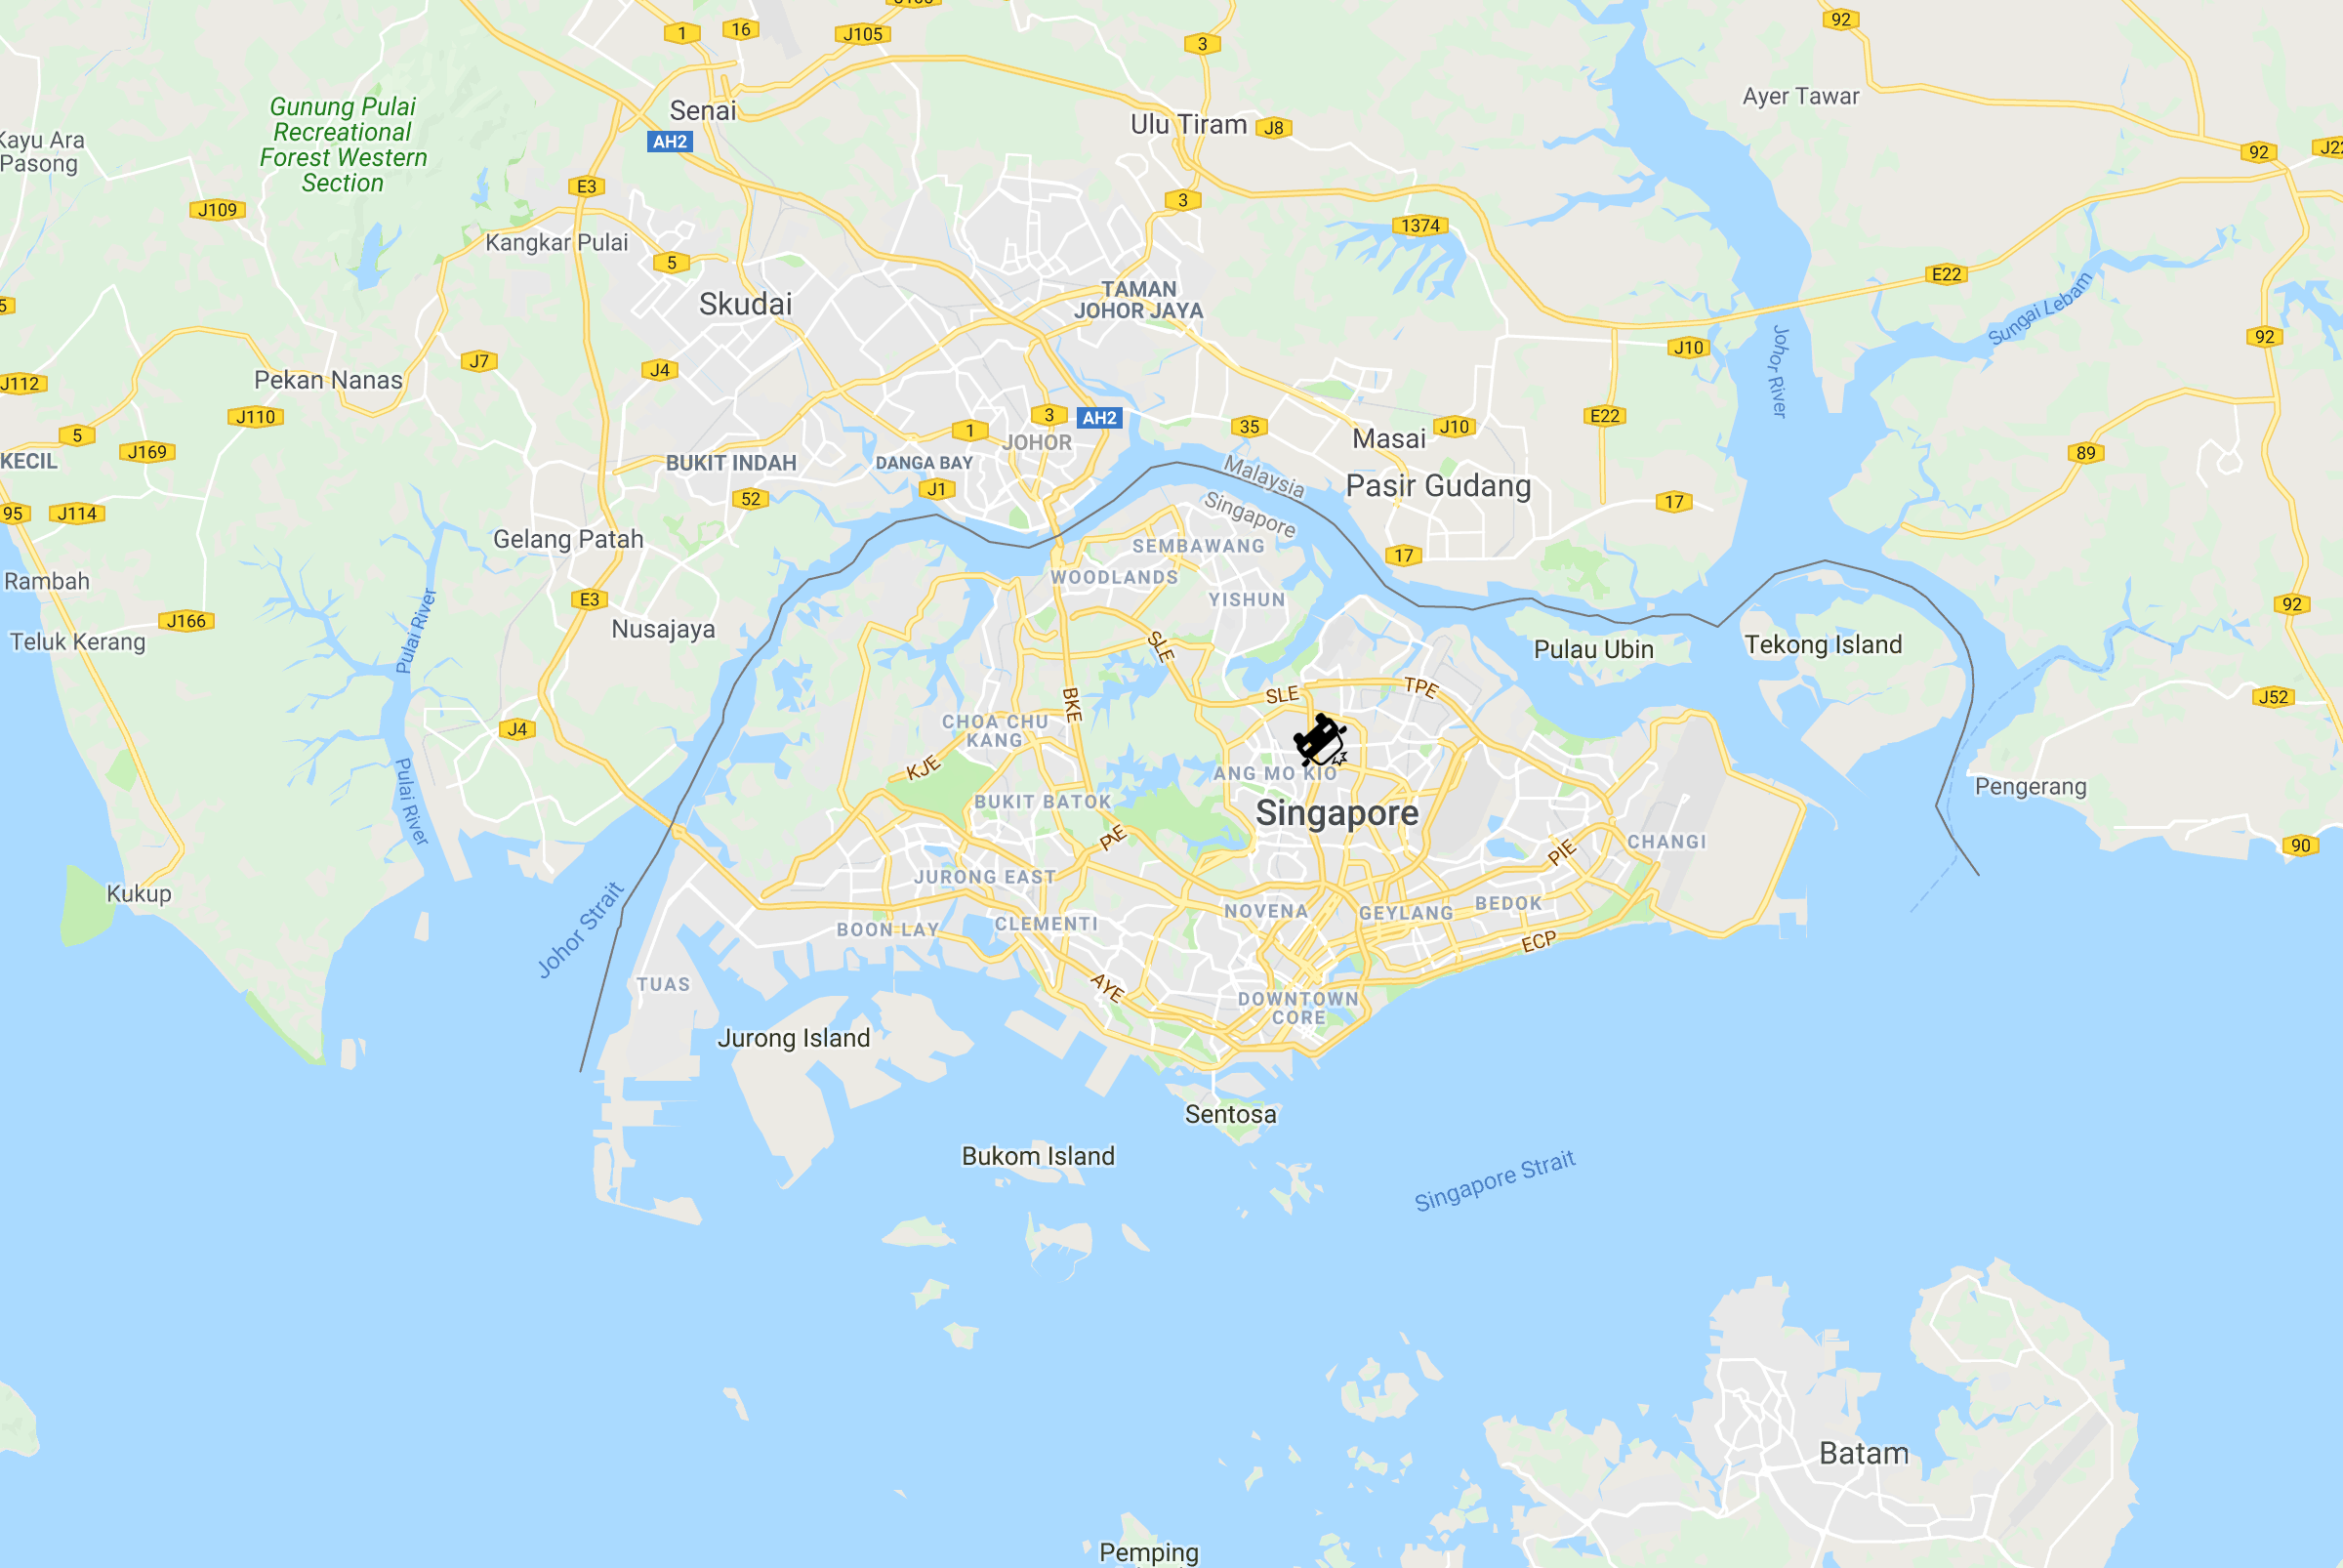 1
16
J105
3
92
Ayer Tawar
Gunung Pulai
Recreational
Forest Western
Section
Senai
AH2
Ulu Tiram
J8
Kayu Ara
Pasong
92
E3
J109
3
1374
Kangkar Pulai
5
E22
TAMAN
JOHOR JAYA
Skudai
Sungai Lebam
92
J10
Johor River
J7
J4
J112
Pekan Nanas
J110
3
AH2
1
35
J10
E22
5
J169
JOHOR
Masai
89
KECIL
BUKIT INDAH
DANGA BAY
Malaysia
Pasir Gudang
J1
52
17
95
J114
Singapore
Gelang Patah
SEMBAWANG
17
Rambah
WOODLANDS
E3
YISHUN
92
J166
Pulai River
Nusajaya
Teluk Kerang
SLE
Pulau Ubin
Tekong Island
BKE
SLE
TPE
J52
J4
CHOA CHU
KANG
KJE
ANG MO KIO
Pengerang
Pulai River
BUKIT BATOK
Singapore
PIE
CHANGI
90
JURONG EAST
Kukup
NOVENA
GEYLANG
BEDOK
CLEMENTI
BOON LAY
Johor Strait
ECP
TUAS
AYE
DOWNTOWN
CORE
Jurong Island
Sentosa
Bukom Island
Singapore Strait
Batam
Pemping